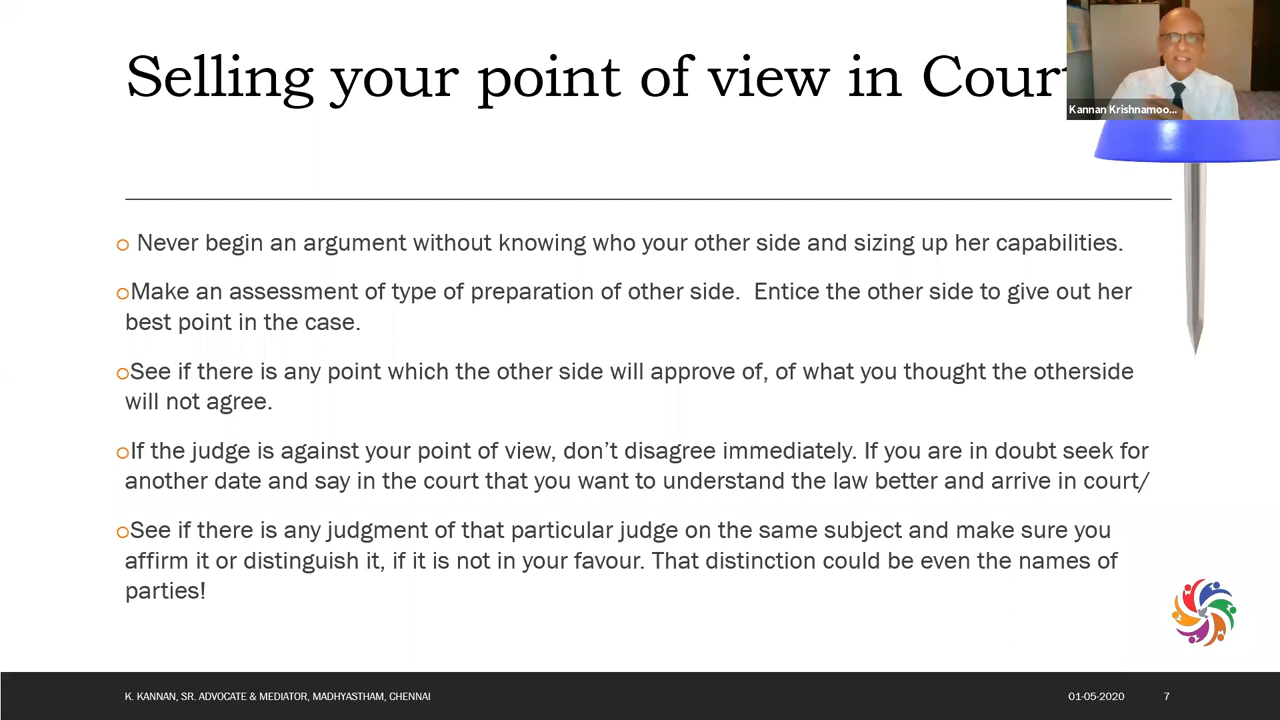 Selling your point of view in Cour
Kannan Krishnamoo...
o Never begin an argument without knowing who your other side and sizing up her capabilities.
oMake an assessment of type of preparation of other side.  Entice the other side to give out her
best point in the case.
oSee if there is any point which the other side will approve of, of what you thought the otherside
will not agree.
oIf the judge is against your point of view, don’t disagree immediately. If you are in doubt seek for
another date and say in the court that you want to understand the law better and arrive in court/
oSee if there is any judgment of that particular judge on the same subject and make sure you
affirm it or distinguish it, if it is not in your favour. That distinction could be even the names of
parties!
K. KANNAN, SR. ADVOCATE & MEDIATOR, MADHYASTHAM, CHENNAI
01-05-2020
7